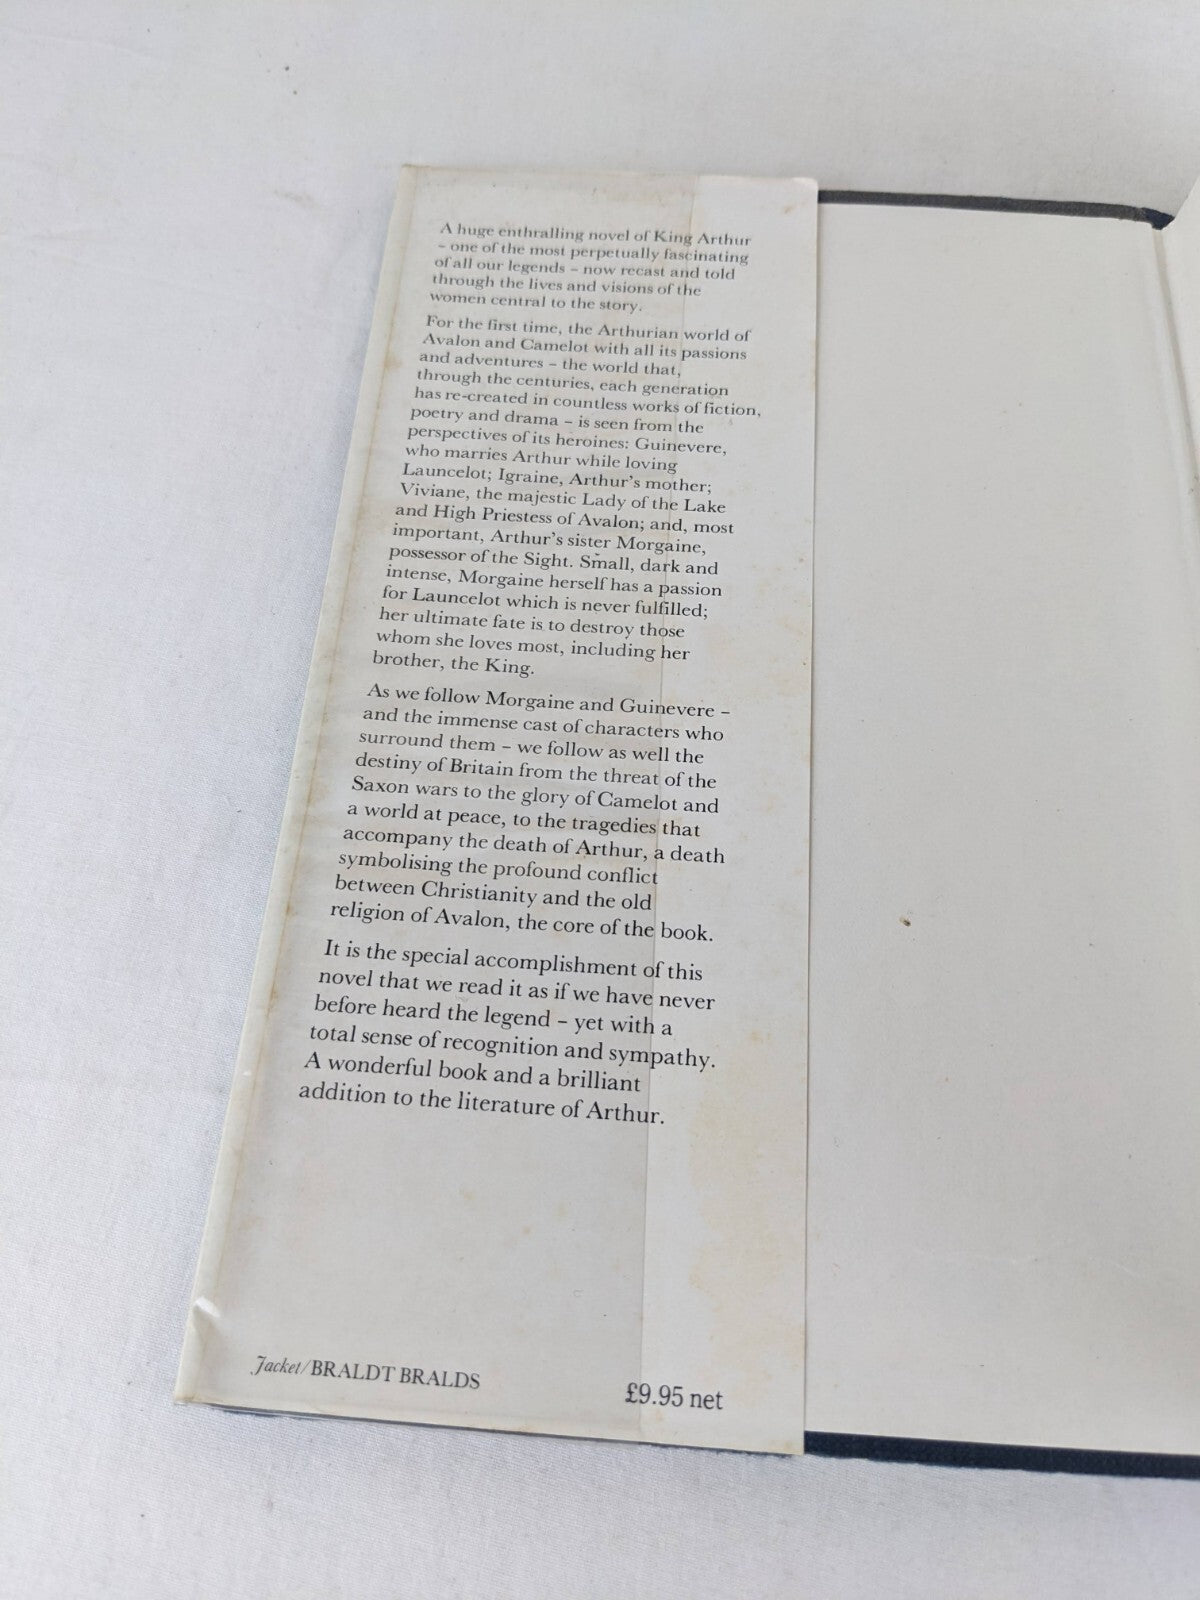 A huge enthralling novel of King Arthur
– one of the most perpetually fascinating
of all our legends – now recast and told
through the lives and visions of the
women central to the story.
For the first time, the Arthurian world of
Avalon and Camelot with all its passions
and adventures – the world that,
through the centuries, each generation
has re-created in countless works of fiction,
poetry and drama – is seen from the
perspectives of its heroines: Guinevere,
who marries Arthur while loving
Launcelot; Igraine, Arthur's mother;
Viviane, the majestic Lady of the Lake
and High Priestess of Avalon; and, most
important, Arthur's sister Morgaine,
possessor of the Sight. Small, dark and
intense, Morgaine herself has a passion
for Launcelot which is never fulfilled;
her ultimate fate is to destroy those
whom she loves most, including her
brother, the King.
As we follow Morgaine and Guinevere –
and the immense cast of characters who
surround them – we follow as well the
destiny of Britain from the threat of the
Saxon wars to the glory of Camelot and
a world at peace, to the tragedies that
accompany the death of Arthur, a death
symbolising the profound conflict
between Christianity and the old
religion of Avalon, the core of the book.
It is the special accomplishment of this
novel that we read it as if we have never
before heard the legend – yet with a
total sense of recognition and sympathy.
A wonderful book and a brilliant
addition to the literature of Arthur.
Jacket/BRALDT BRALDS
£9.95 net